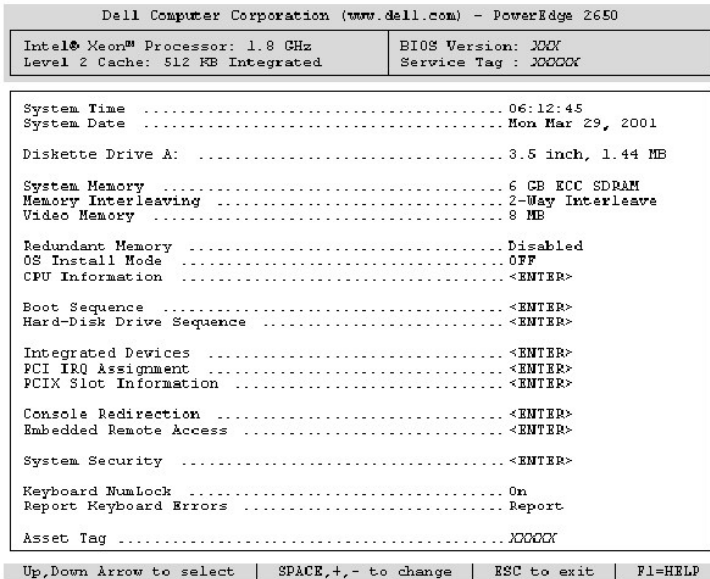 Dell Computer Corporation (www.dell.com) - PowerEdge 2650
Intel® Xeon™ Processor: 1.8 GHz
Level 2 Cache: 512 KB Integrated
BIOS Version: XXX
Service Tag : XXXXX
System Time ........................................ 06:12:45
System Date ........................................ Mon Mar 29, 2001
Diskette Drive A: .................................. 3.5 inch, 1.44 MB
System Memory ...................................... 6 GB ECC SDRAM
Memory Interleaving ................................ 2-Way Interleave
Video Memory ....................................... 8 MB
Redundant Memory ................................... Disabled
OS Install Mode .................................... OFF
CPU Information .................................... <ENTER>
Boot Sequence ...................................... <ENTER>
Hard-Disk Drive Sequence ........................... <ENTER>
Integrated Devices ................................. <ENTER>
PCI IRQ Assignment ................................. <ENTER>
PCIX Slot Information .............................. <ENTER>
Console Redirection ................................ <ENTER>
Embedded Remote Access ............................. <ENTER>
System Security .................................... <ENTER>
Keyboard NumLock ................................... On
Report Keyboard Errors ............................. Report
Asset Tag .......................................... XXXXX
Up,Down Arrow to select | SPACE,+,- to change | ESC to exit | F1=HELP